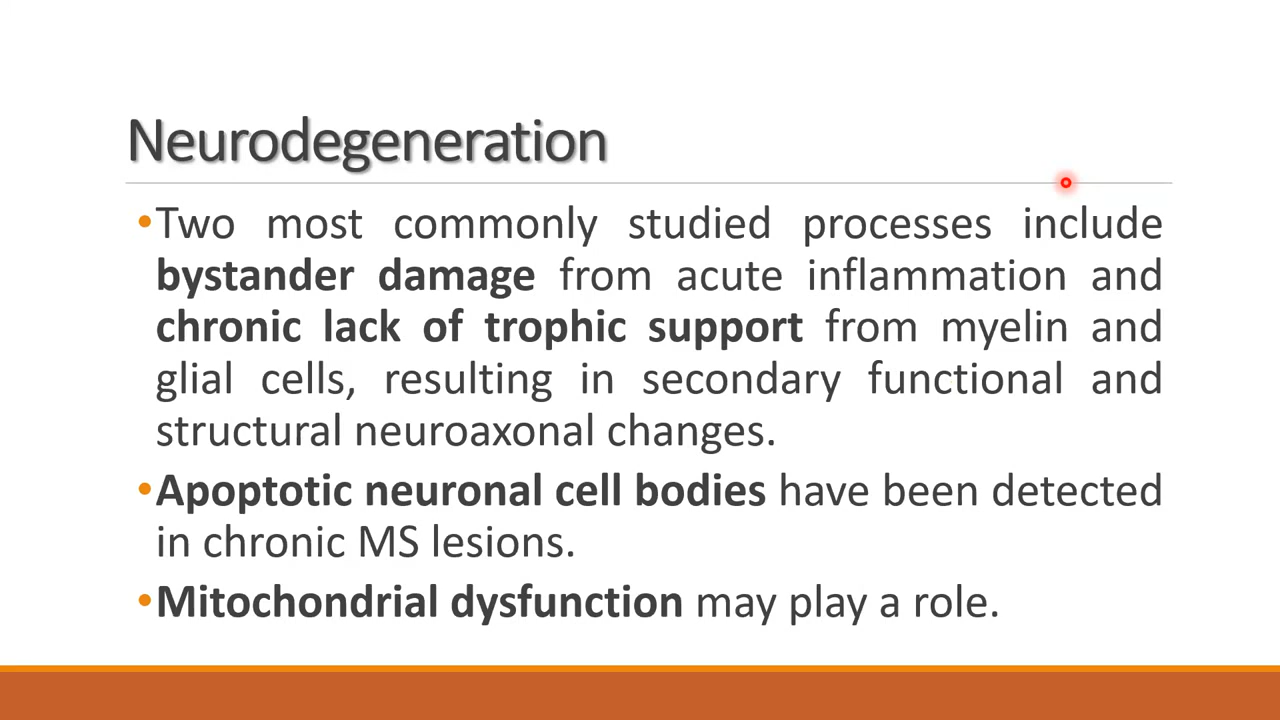 Neurodegeneration
•Two most commonly studied processes include
bystander damage from acute inflammation and
chronic lack of trophic support from myelin and
glial cells, resulting in secondary functional and
structural neuroaxonal changes.
•Apoptotic neuronal cell bodies have been detected
in chronic MS lesions.
•Mitochondrial dysfunction may play a role.